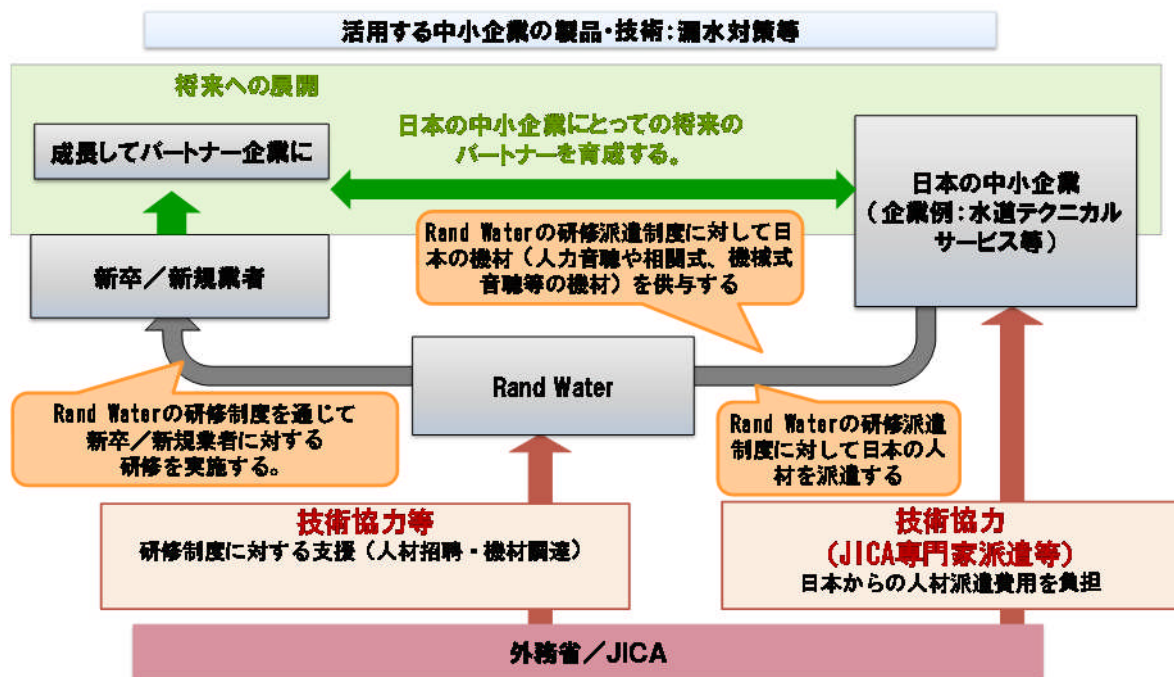 活用する中小企業の製品・技術：漏水対策等
将来への展開
日本の中小企業にとっての将来の
パートナーを育成する。
成長してパートナー企業に
日本の中小企業
（企業例：水道テクニカル
サービス等）
新卒／新規業者
Rand Waterの研修派遣制度に対して日
本の機材（人力音聴や相関式、機械式
音聴等の機材）を供与する
Rand Water
Rand Waterの研修制度を通じて
新卒／新規業者に対する
研修を実施する。
Rand Waterの研修派遣
制度に対して日本の人
材を派遣する
技術協力等
研修制度に対する支援（人材招聘・機材調達）
技術協力
（JICA専門家派遣等）
日本からの人材派遣費用を負担
外務省／JICA